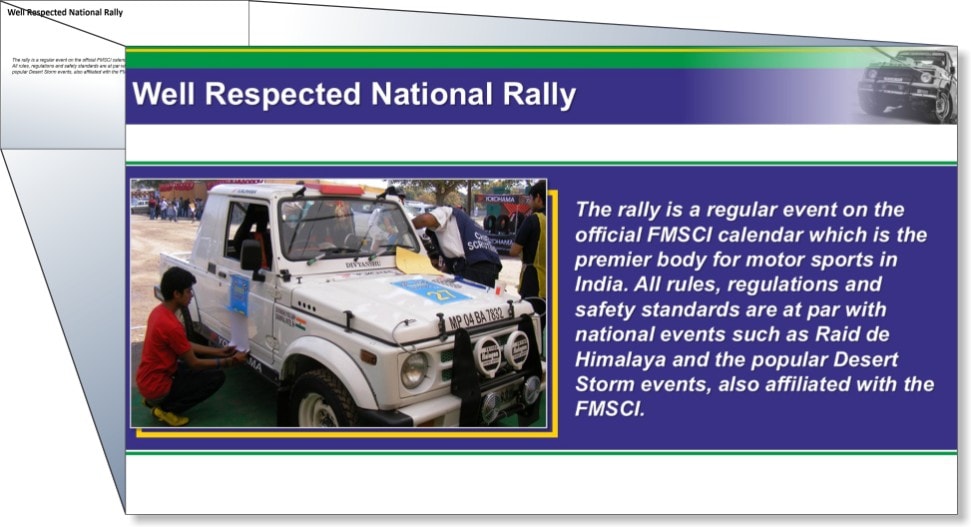 Well Respected National Rally
The rally is a regular event on the official FMSCI calen
All rules, regulations and safety standards are at par w
popular Desert Storm events, also affiliated with the FM
Well Respected National Rally
The rally is a regular event on the
official FMSCI calendar which is the
premier body for motor sports in
India. All rules, regulations and
safety standards are at par with
national events such as Raid de
Himalaya and the popular Desert
Storm events, also affiliated with the
FMSCI.
YOKOHAMA
DIVYANSHU
21
MP 04 BA 7832